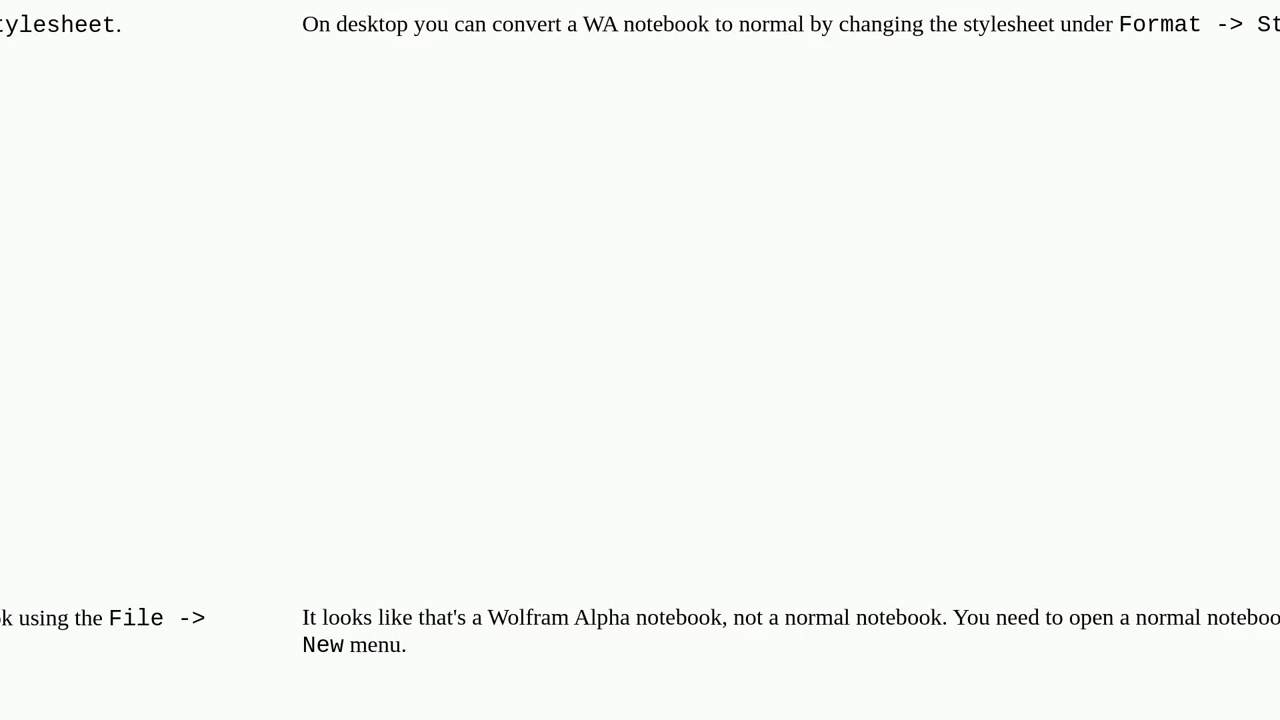 tylesheet.
On desktop you can convert a WA notebook to normal by changing the stylesheet under Format -> St
k using the File ->
It looks like that's a Wolfram Alpha notebook, not a normal notebook. You need to open a normal noteboo
New menu.